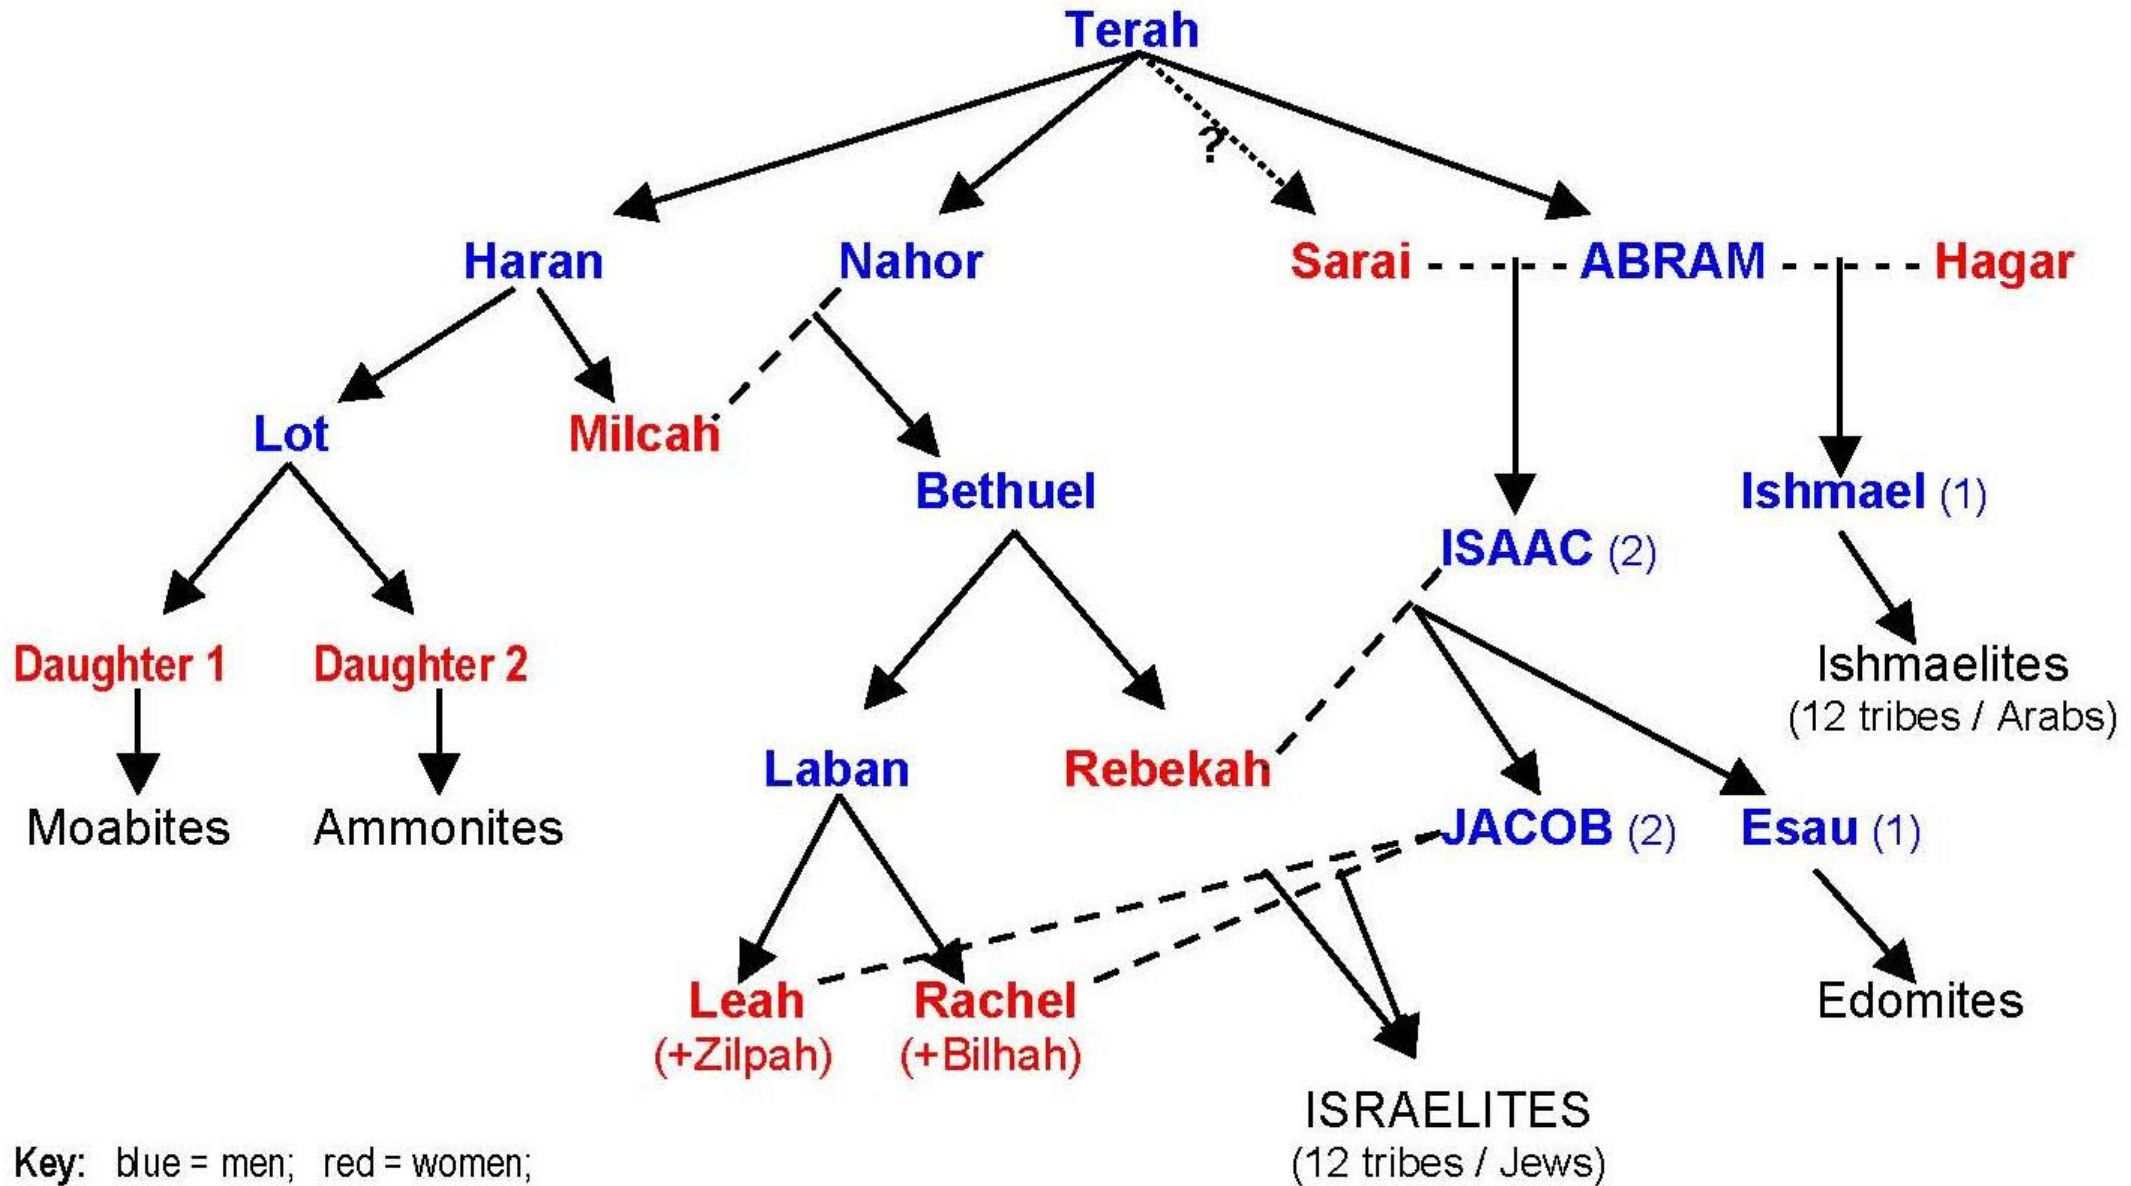 Terah
?
Haran Nahor Sarai - - - - - ABRAM - - - - - Hagar
Lot Milcah
Bethuel Ishmael (1)
ISAAC (2)
Daughter 1 Daughter 2 Ishmaelites
(12 tribes / Arabs)
Laban Rebekah
Moabites Ammonites JACOB (2) Esau (1)
Leah Rachel Edomites
(+Zilpah) (+Bilhah)
ISRAELITES
(12 tribes / Jews)
Key: blue = men; red = women;